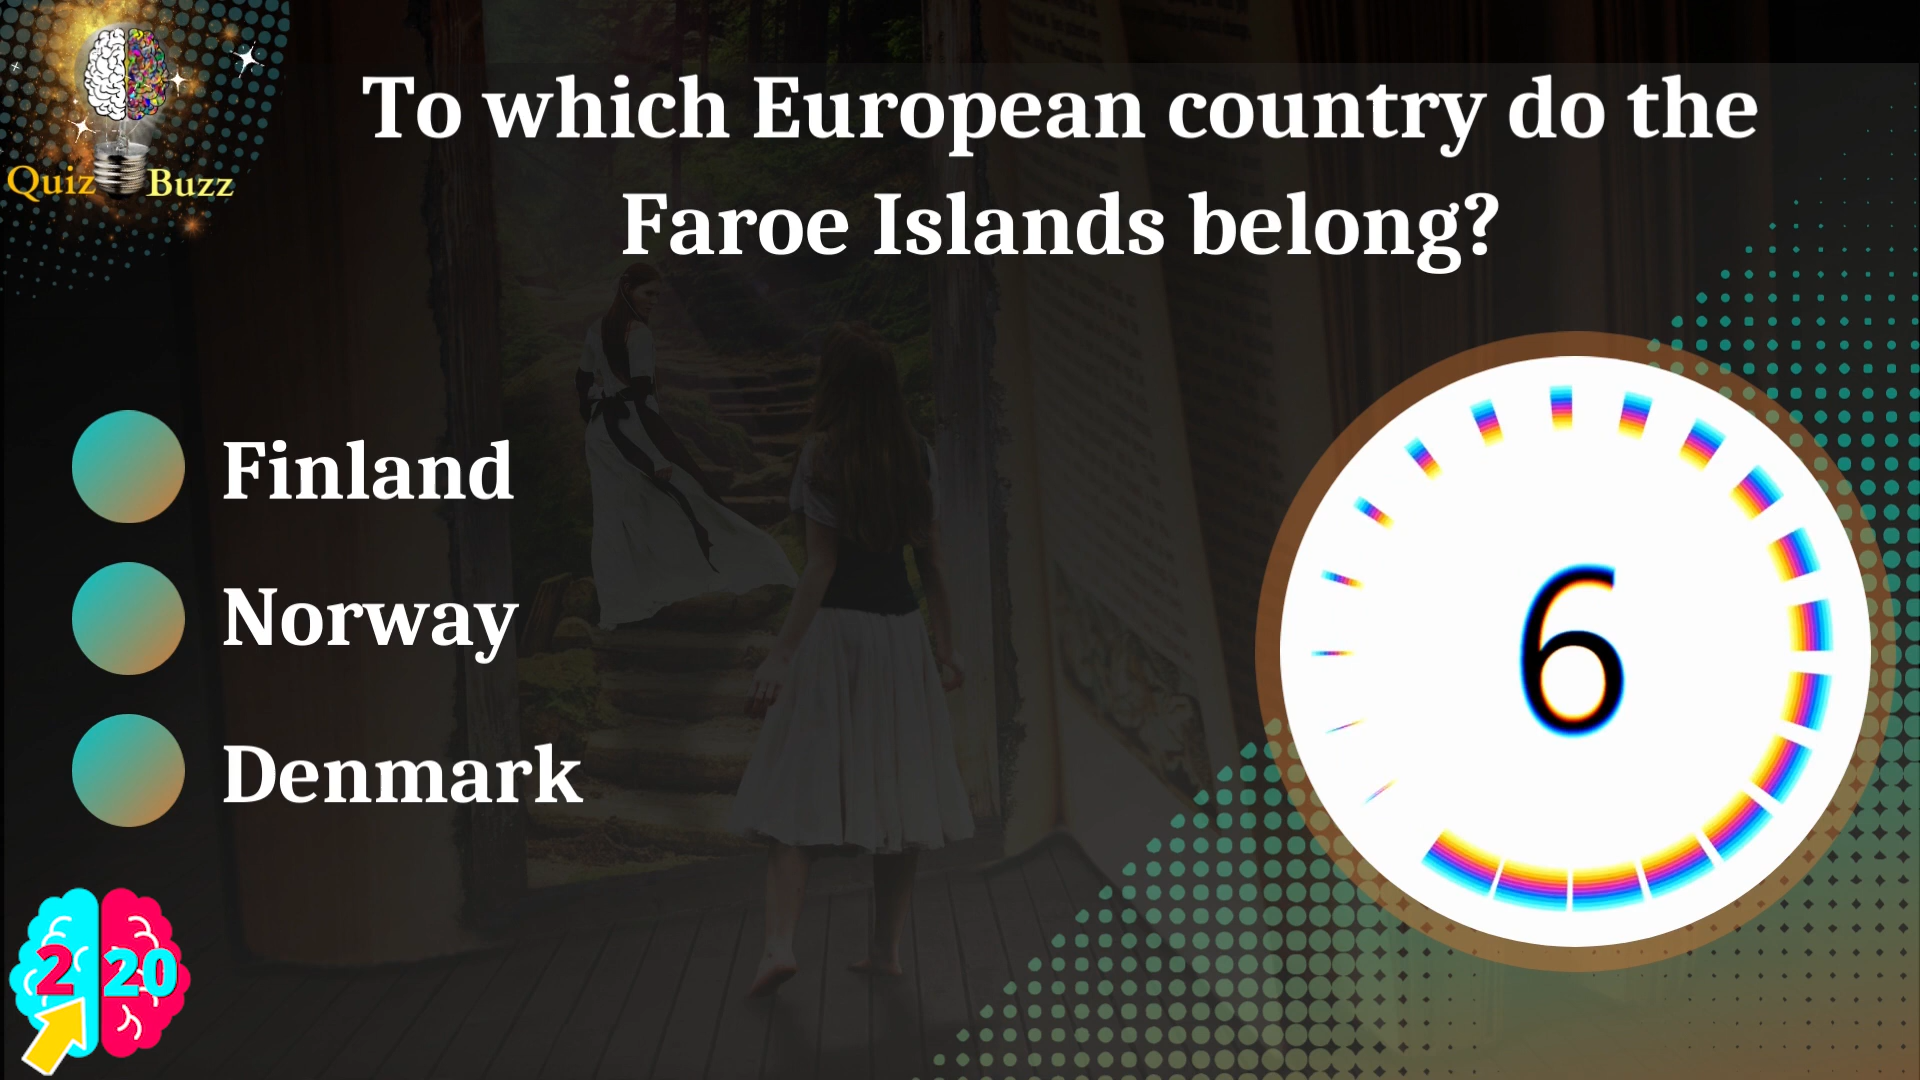 Quiz Buzz
To which European country do the
Faroe Islands belong?
Finland
Norway
Denmark
6
2 20